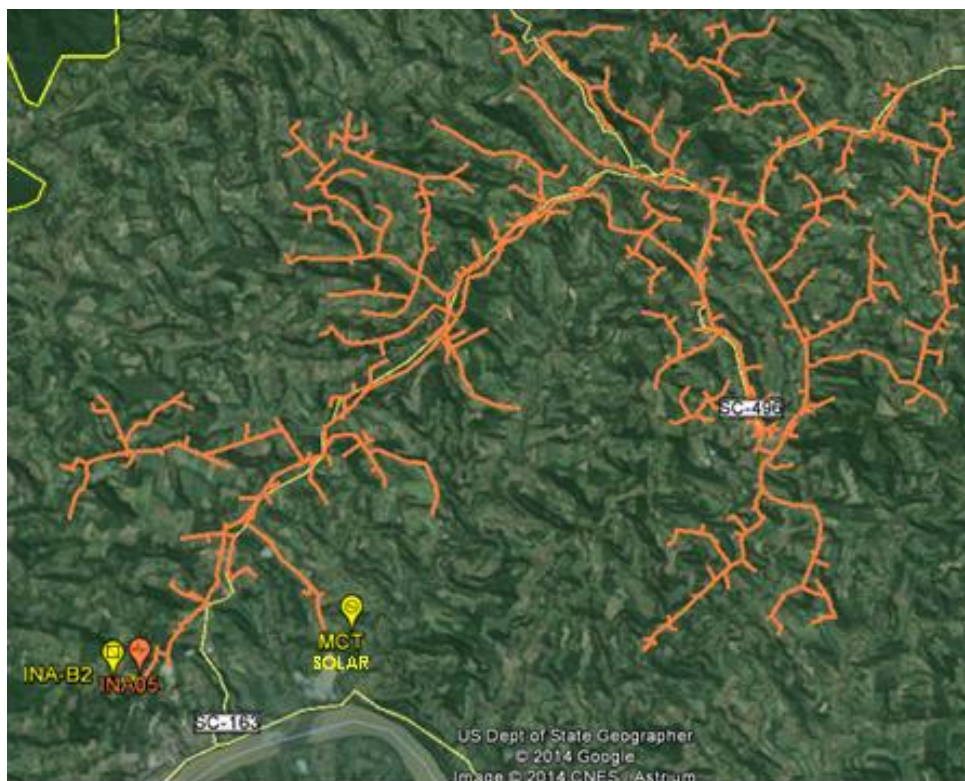 SC-496
MCT
SOLAR
INA-B2
INA05
SC-163
US Dept of State Geographer
© 2014 Google
Image © 2014 CNES / Astrium